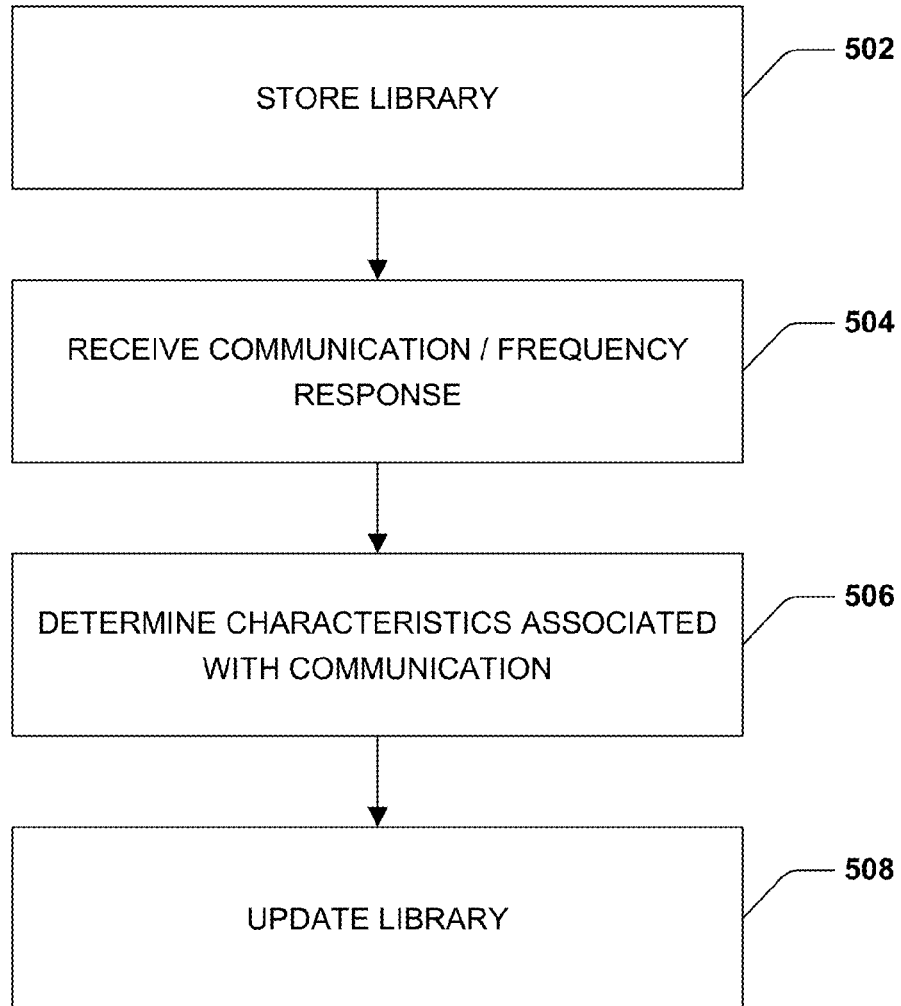 STORE LIBRARY
502
RECEIVE COMMUNICATION / FREQUENCY
RESPONSE
504
DETERMINE CHARACTERISTICS ASSOCIATED
WITH COMMUNICATION
506
UPDATE LIBRARY
508